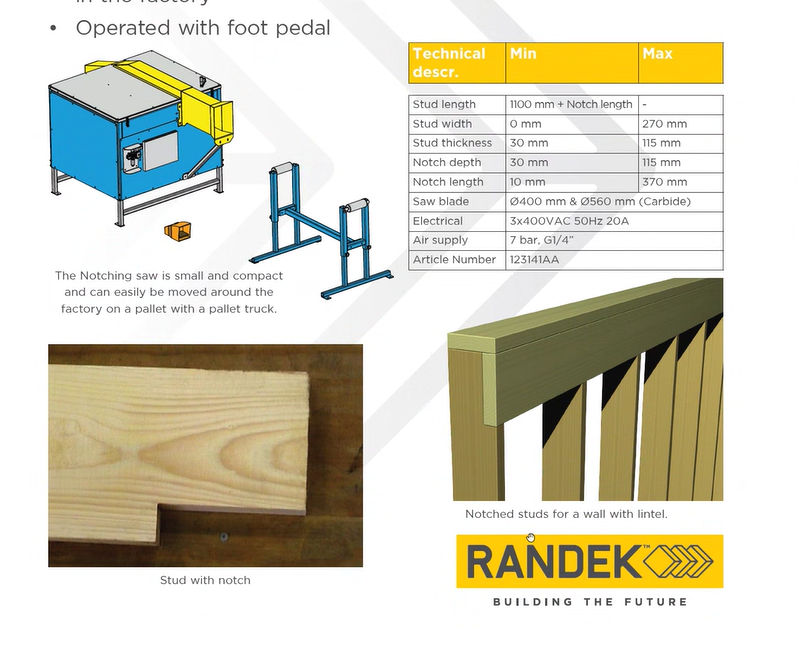 in the factory
• Operated with foot pedal
Technical descr. Min Max
Stud length 1100 mm + Notch length -
Stud width 0 mm 270 mm
Stud thickness 30 mm 115 mm
Notch depth 30 mm 115 mm
Notch length 10 mm 370 mm
Saw blade Ø400 mm & Ø560 mm (Carbide)
Electrical 3x400VAC 50Hz 20A
Air supply 7 bar, G1/4”
Article Number 123141AA
The Notching saw is small and compact
and can easily be moved around the
factory on a pallet with a pallet truck.
Stud with notch
Notched studs for a wall with lintel.
RANDEK™
BUILDING THE FUTURE